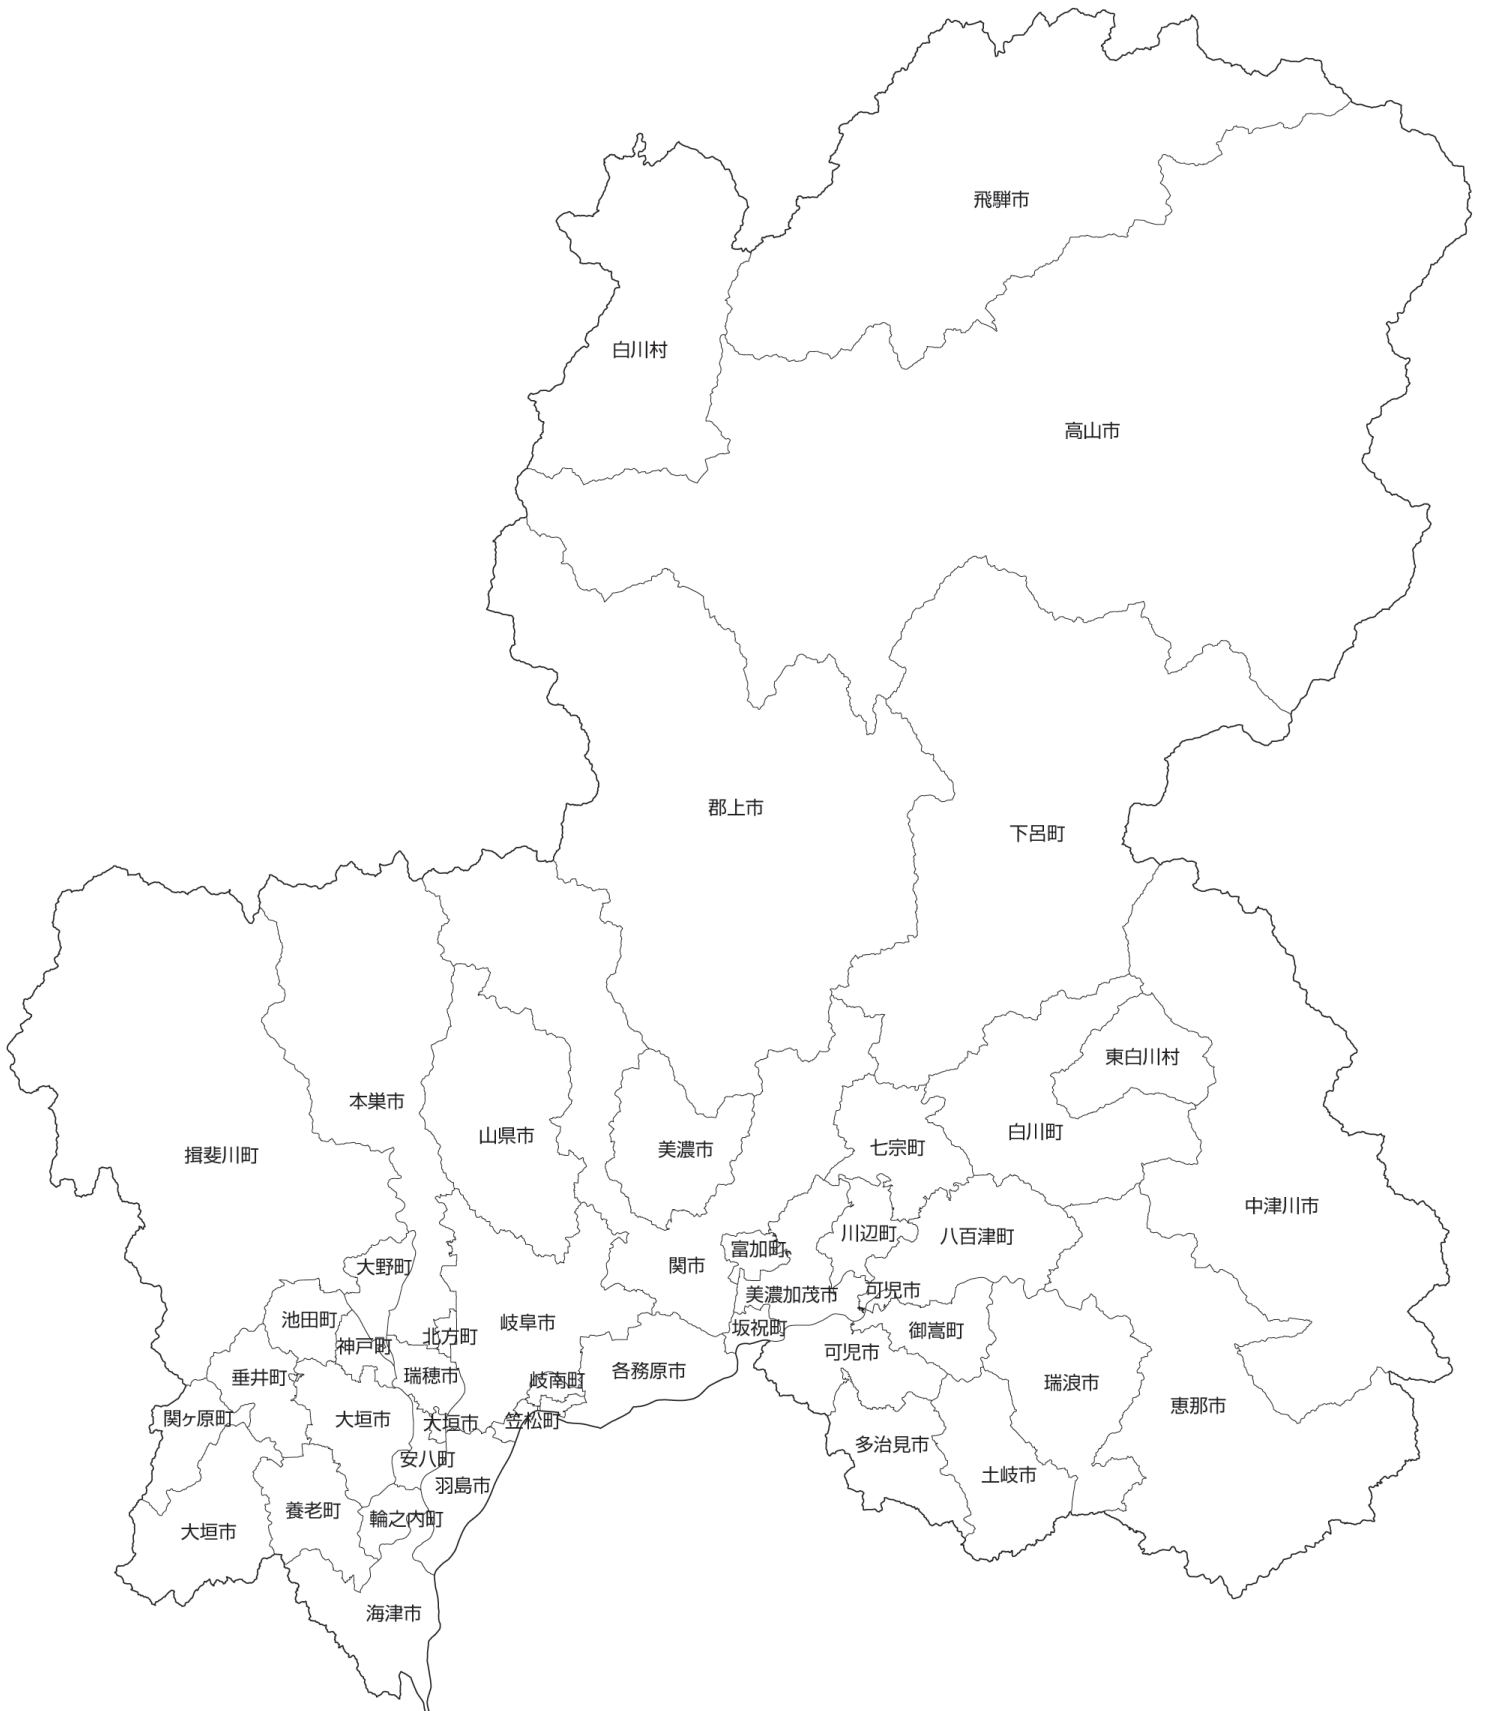 飛騨市
白川村
高山市
郡上市
下呂町
東白川村
本巣市
白川町
山県市
七宗町
美濃市
揖斐川町
中津川市
川辺町
八百津町
富加町
関市
大野町
可児市
美濃加茂市
池田町
岐阜市
坂祝町
御嵩町
北方町
神戸町
可児市
各務原市
瑞穂市
垂井町
岐南町
瑞浪市
恵那市
関ヶ原町
大垣市
笠松町
大垣市
多治見市
安八町
土岐市
羽島市
養老町
輪之内町
大垣市
海津市